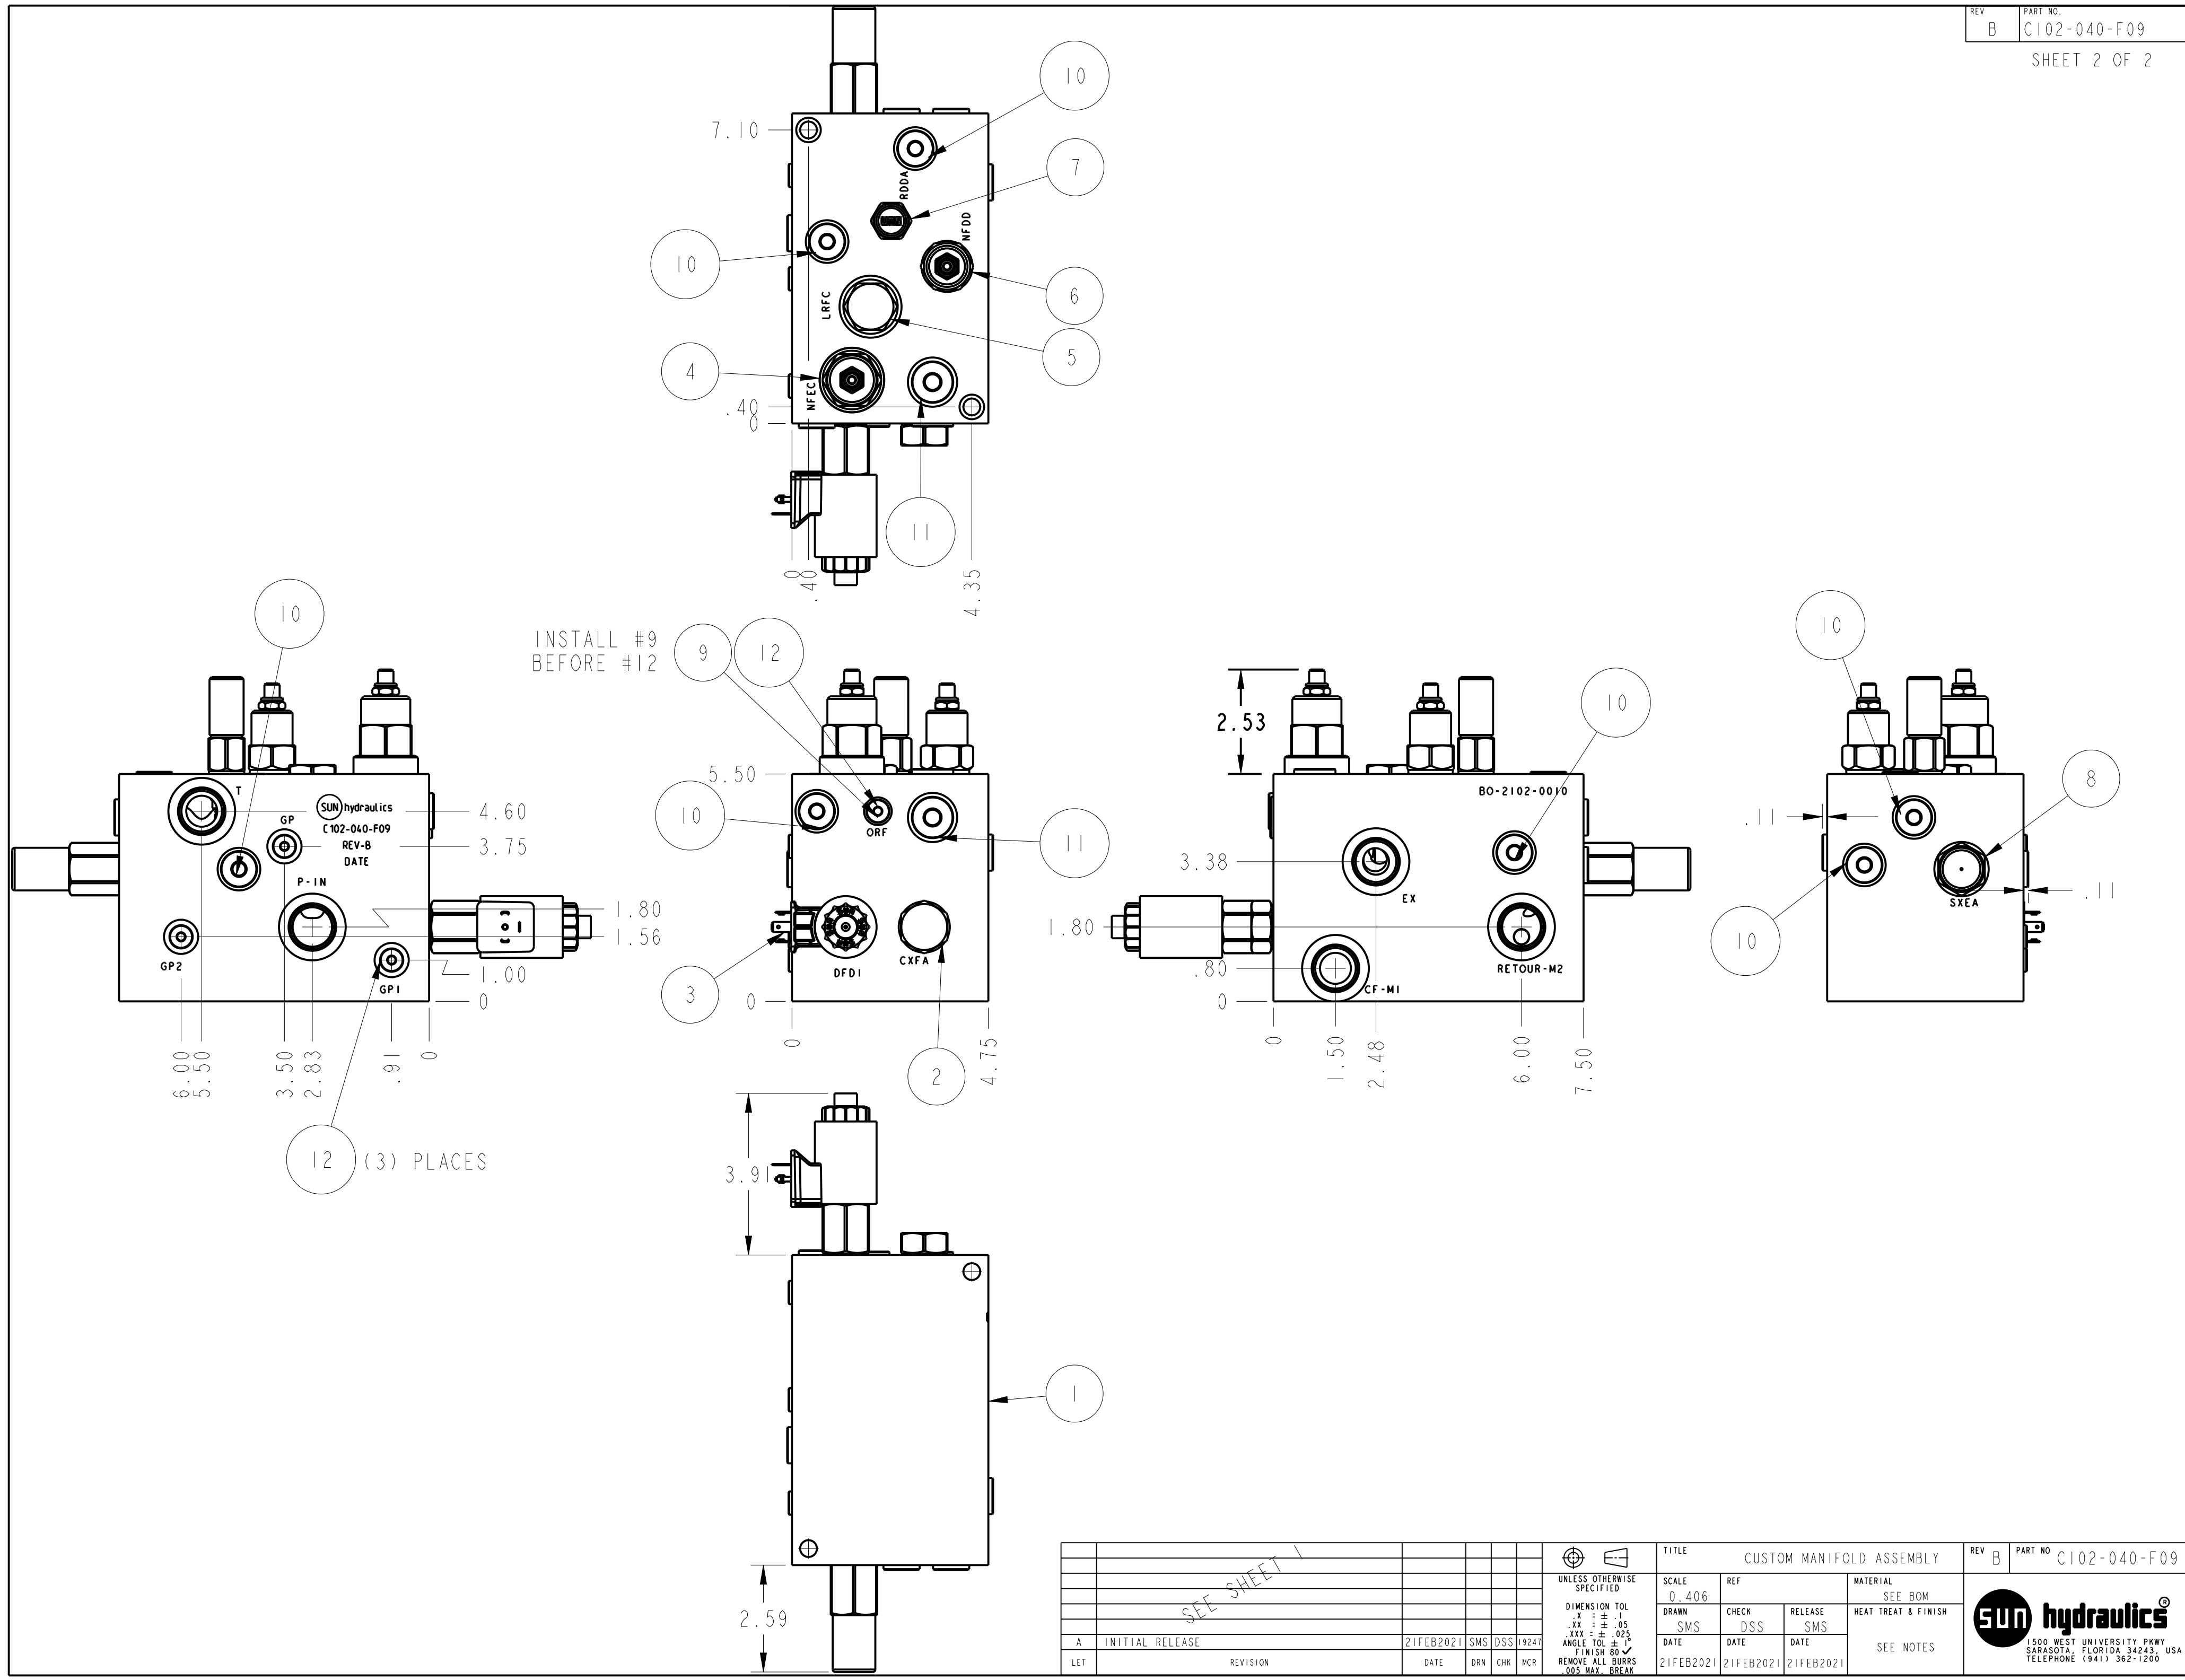 REV
PART NO.
B
C102-040-F09
SHEET 2 OF 2
10
7.10
7
RDDA
NFDD
10
6
LRFC
5
4
NFEC
.40
0
11
0
.40
4.35
10
INSTALL #9
BEFORE #12
9
12
T
SUN hydraulics
C102-040-F09
REV-B
DATE
GP
P-IN
GP2
GP1
4.60
3.75
1.80
1.56
1.00
0
6.00
5.50
3.50
2.83
.91
0
12
(3) PLACES
5.50
10
ORF
11
DFDI
CXFA
3
0
0
4.75
2
2.53
10
BO-2102-0010
3.38
EX
1.80
RETOUR-M2
.80
CF-M1
0
0
1.50
2.48
6.00
7.50
10
8
.11
SXEA
.11
10
3.91
1
2.59
SEE SHEET 1
A
INITIAL RELEASE
21FEB2021
SMS
DSS
19247
LET
REVISION
DATE
DRN
CHK
MCR
UNLESS OTHERWISE
SPECIFIED
DIMENSION TOL
.X = ± .1
.XX = ± .05
.XXX = ± .025
ANGLE TOL ± 1°
FINISH 80
REMOVE ALL BURRS
.005 MAX. BREAK
TITLE
CUSTOM MANIFOLD ASSEMBLY
REV B
PART NO C102-040-F09
SCALE
0.406
REF
MATERIAL
SEE BOM
DRAWN
SMS
CHECK
DSS
RELEASE
SMS
HEAT TREAT & FINISH
SEE NOTES
DATE
21FEB2021
DATE
21FEB2021
DATE
21FEB2021
sun hydraulics®
1500 WEST UNIVERSITY PKWY
SARASOTA, FLORIDA 34243, USA
TELEPHONE (941) 362-1200